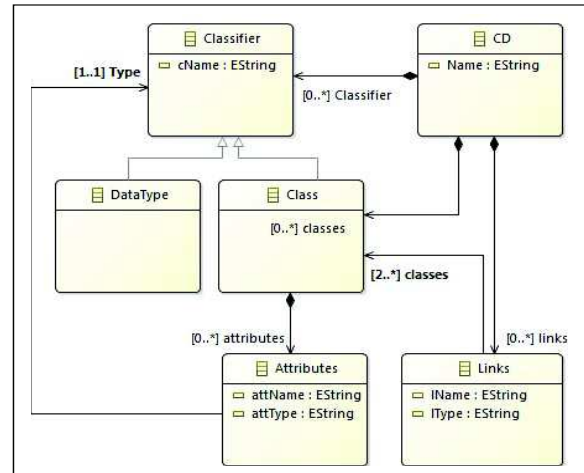 Classifier
cName : EString
CD
Name : EString
[1..1] Type
[0..*] Classifier
DataType
Class
[0..*] classes
[2..*] classes
[0..*] attributes
[0..*] links
Attributes
attName : EString
attType : EString
Links
lName : EString
lType : EString